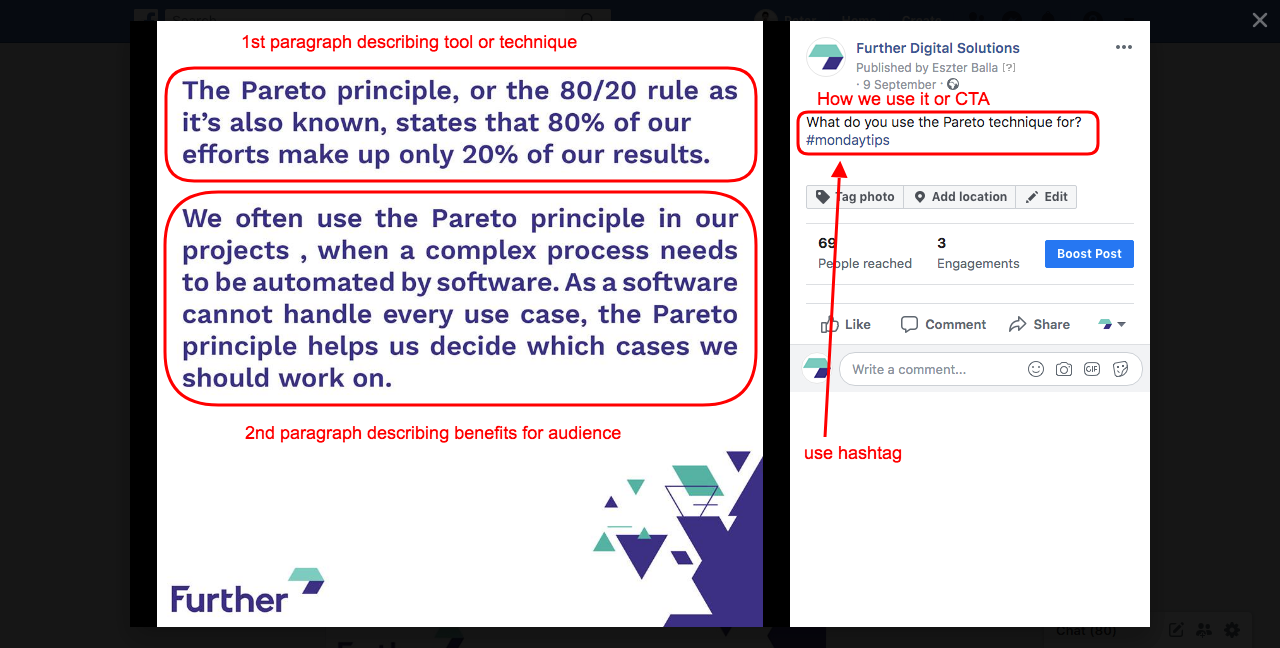 Search
Home Create
1st paragraph describing tool or technique
The Pareto principle, or the 80/20 rule as
it's also known, states that 80% of our
efforts make up only 20% of our results.
We often use the Pareto principle in our
projects , when a complex process needs
to be automated by software. As a software
cannot handle every use case, the Pareto
principle helps us decide which cases we
should work on.
2nd paragraph describing benefits for audience
Further
Further Digital Solutions
Published by Eszter Balla [?]
· 9 September ·
How we use it or CTA
What do you use the Pareto technique for?
#mondaytips
Tag photo Add location Edit
69 3
People reached Engagements
Boost Post
Like Comment Share
Write a comment... GIF
use hashtag
Chat (80)